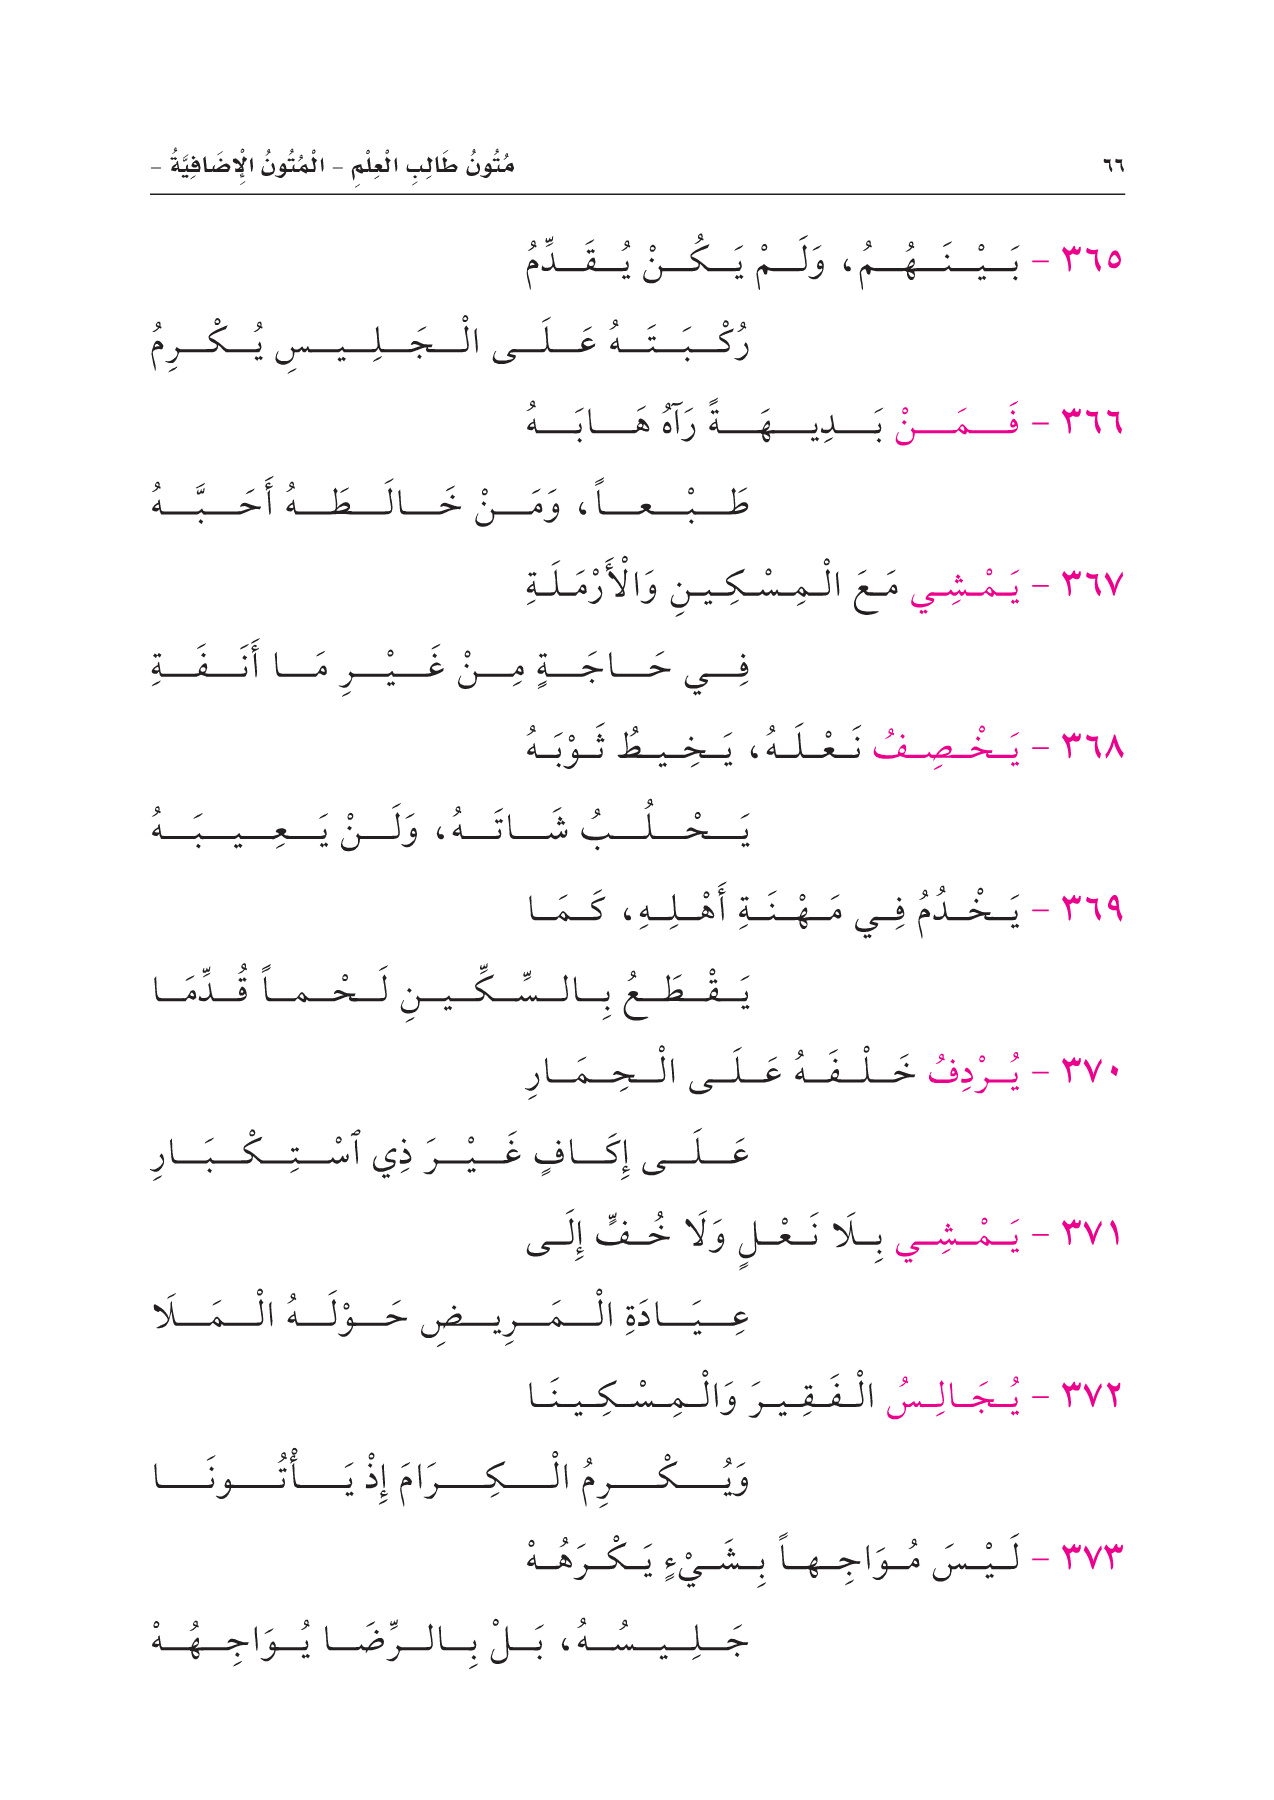 ٦٦ مُتُونُ طَالِبِ الْعِلْمِ - الْمُتُونُ الْإِضَافِيَّةُ -
٣٦٥ - بَيْنَهُمُ، وَلَمْ يَكُنْ يُقَدِّمُ
رُكْبَتَهُ عَلَى الْجَلِيسِ يُكْرِمُ
٣٦٦ - فَمَنْ بَدِيهَةً رَآهُ هَابَهُ
طَبْعاً، وَمَنْ خَالَطَهُ أَحَبَّهُ
٣٦٧ - يَمْشِي مَعَ الْمِسْكِينِ وَالْأَرْمَلَةِ
فِي حَاجَةٍ مِنْ غَيْرِ مَا أَنَفَةِ
٣٦٨ - يَخْصِفُ نَعْلَهُ، يَخِيطُ ثَوْبَهُ
يَحْلُبُ شَاتَهُ، وَلَنْ يَعِيبَهُ
٣٦٩ - يَخْدُمُ فِي مَهْنَةِ أَهْلِهِ، كَمَا
يَقْطَعُ بِالسِّكِّينِ لَحْماً قُدِّمَا
٣٧٠ - يُرْدِفُ خَلْفَهُ عَلَى الْحِمَارِ
عَلَى إِكَافٍ غَيْرَ ذِي ٱسْتِكْبَارِ
٣٧١ - يَمْشِي بِلَا نَعْلٍ وَلَا خُفٍّ إِلَى
عِيَادَةِ الْمَرِيضِ حَوْلَهُ الْمَلَا
٣٧٢ - يُجَالِسُ الْفَقِيرَ وَالْمِسْكِينَا
وَيُكْرِمُ الْكِرَامَ إِذْ يَأْتُونَا
٣٧٣ - لَيْسَ مُوَاجِهاً بِشَيْءٍ يَكْرَهُهْ
جَلِيسُهُ، بَلْ بِالرِّضَا يُوَاجِهُهْ